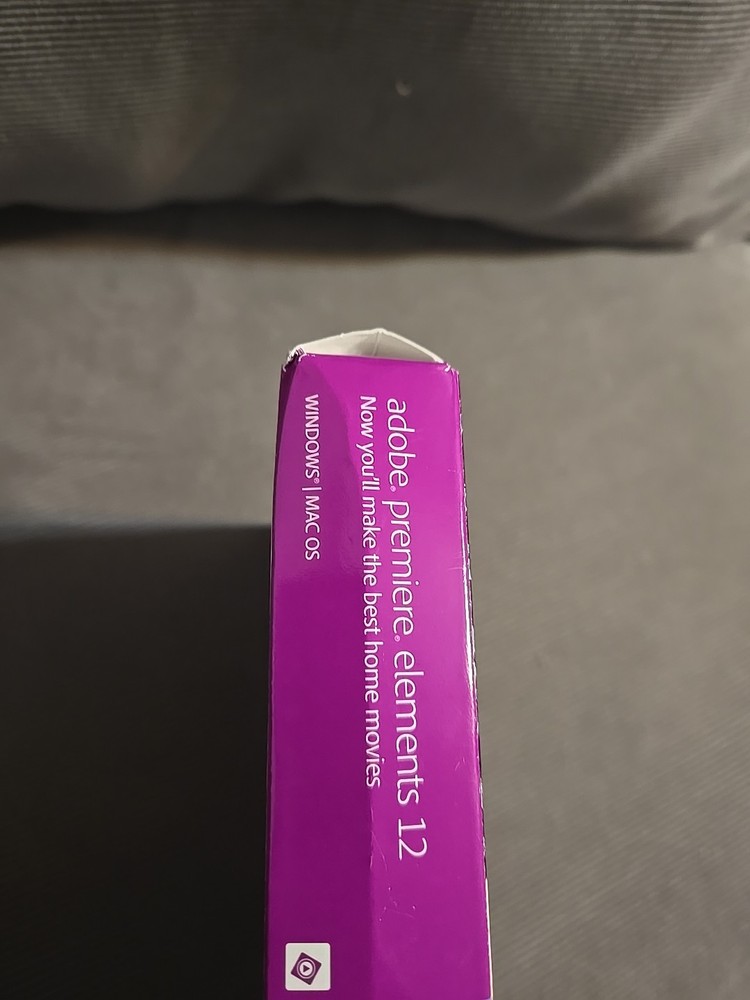 adobe® premiere® elements 12
Now you'll make the best home movies
WINDOWS® | MAC OS